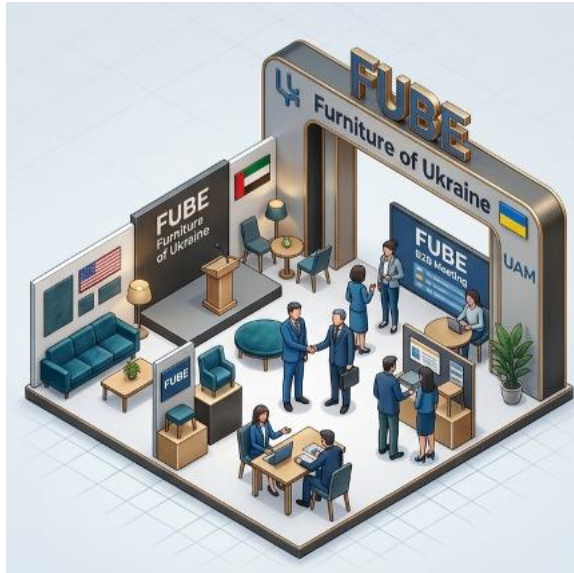 FUBE
Furniture of Ukraine
UAM
FUBE
Furniture
of Ukraine
FUBE
B2B Meeting
FUBE